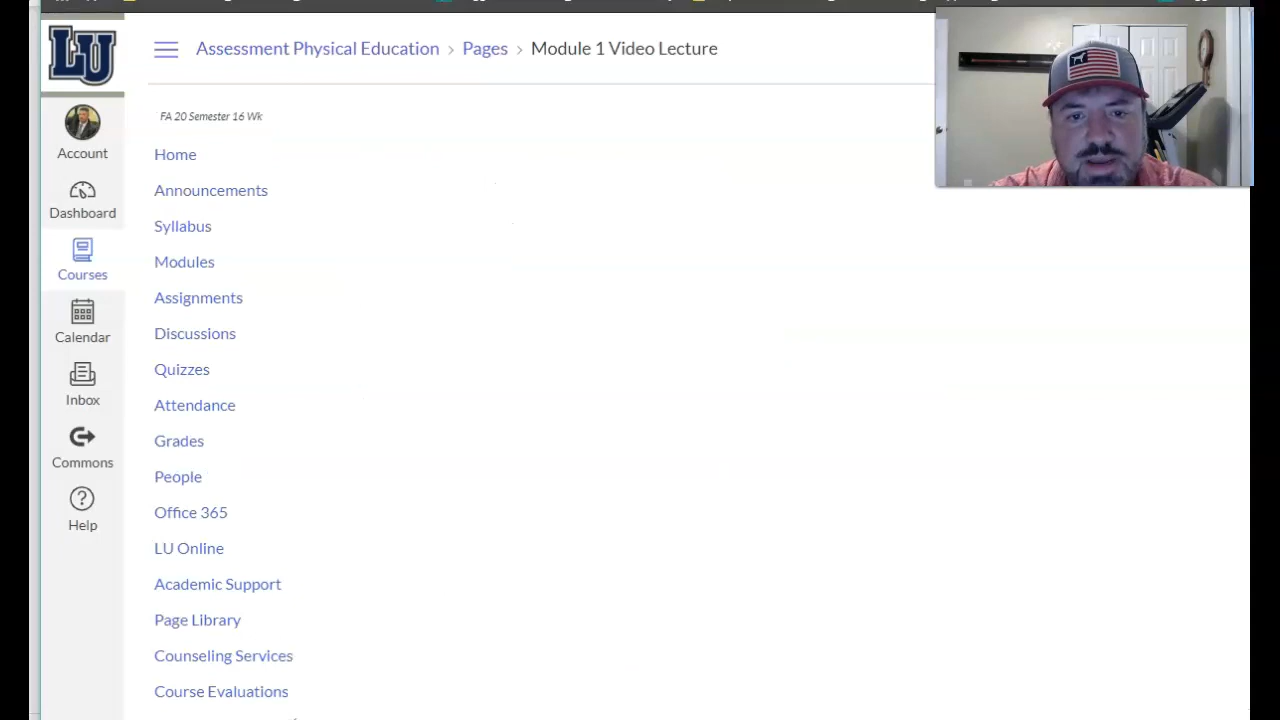 LU
Assessment Physical Education › Pages › Module 1 Video Lecture
FA 20 Semester 16 Wk
Account
Dashboard
Courses
Calendar
Inbox
Commons
Help
Home
Announcements
Syllabus
Modules
Assignments
Discussions
Quizzes
Attendance
Grades
People
Office 365
LU Online
Academic Support
Page Library
Counseling Services
Course Evaluations